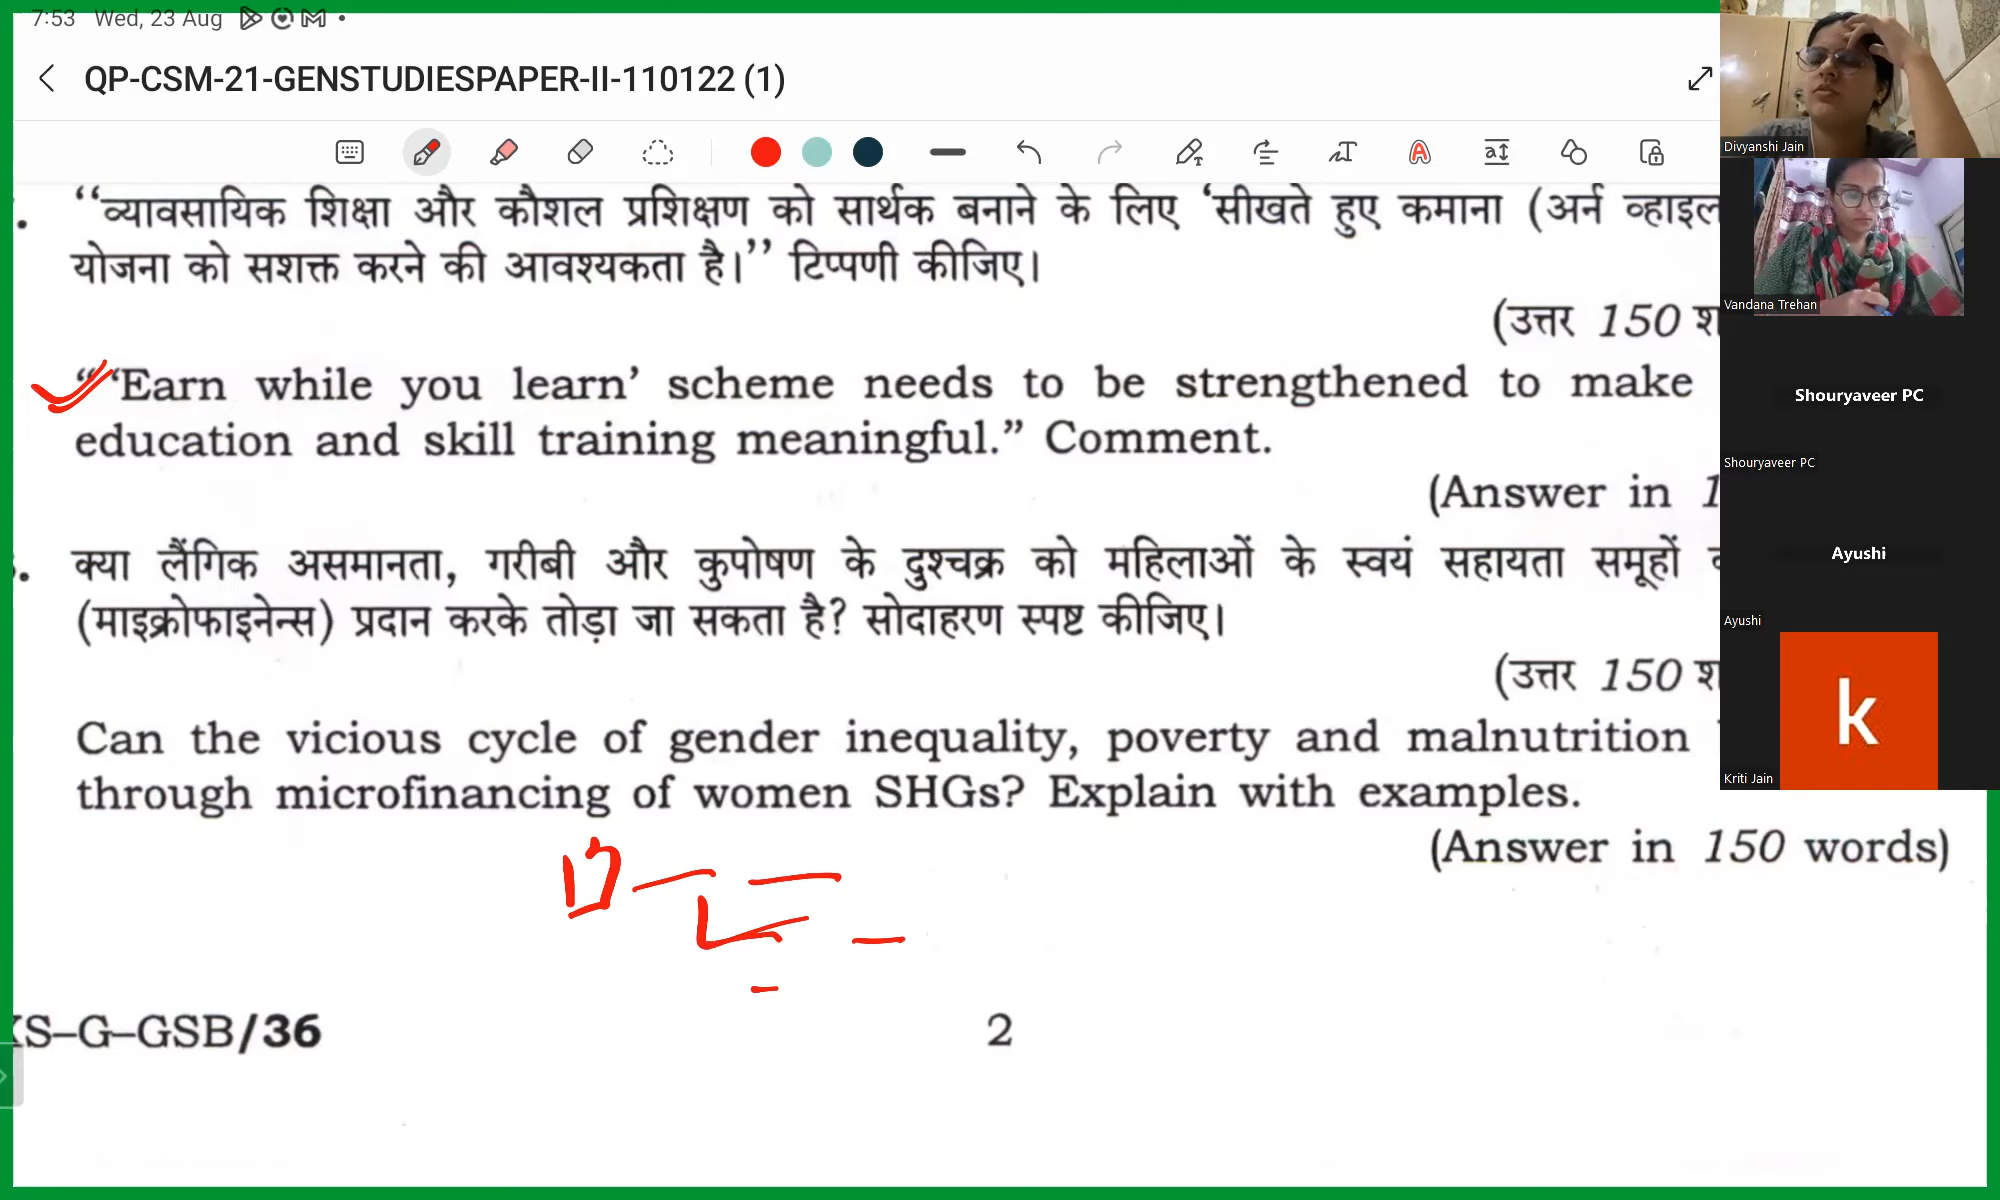 7:53 Wed, 23 Aug
QP-CSM-21-GENSTUDIESPAPER-II-110122 (1)
‘‘व्यावसायिक शिक्षा और कौशल प्रशिक्षण को सार्थक बनाने के लिए ‘सीखते हुए कमाना (अर्न व्हाइल
योजना को सशक्त करने की आवश्यकता है।’’ टिप्पणी कीजिए।
(उत्तर 150
“‘Earn while you learn’ scheme needs to be strengthened to make
education and skill training meaningful.” Comment.
(Answer in
क्या लैंगिक असमानता, गरीबी और कुपोषण के दुश्चक्र को महिलाओं के स्वयं सहायता समूहों
(माइक्रोफाइनेन्स) प्रदान करके तोड़ा जा सकता है? सोदाहरण स्पष्ट कीजिए।
(उत्तर 150
Can the vicious cycle of gender inequality, poverty and malnutrition
through microfinancing of women SHGs? Explain with examples.
(Answer in 150 words)
S–G–GSB/36
2
Divyanshi Jain
Vandana Trehan
Shouryaveer PC
Shouryaveer PC
Ayushi
Ayushi
k
Kriti Jain